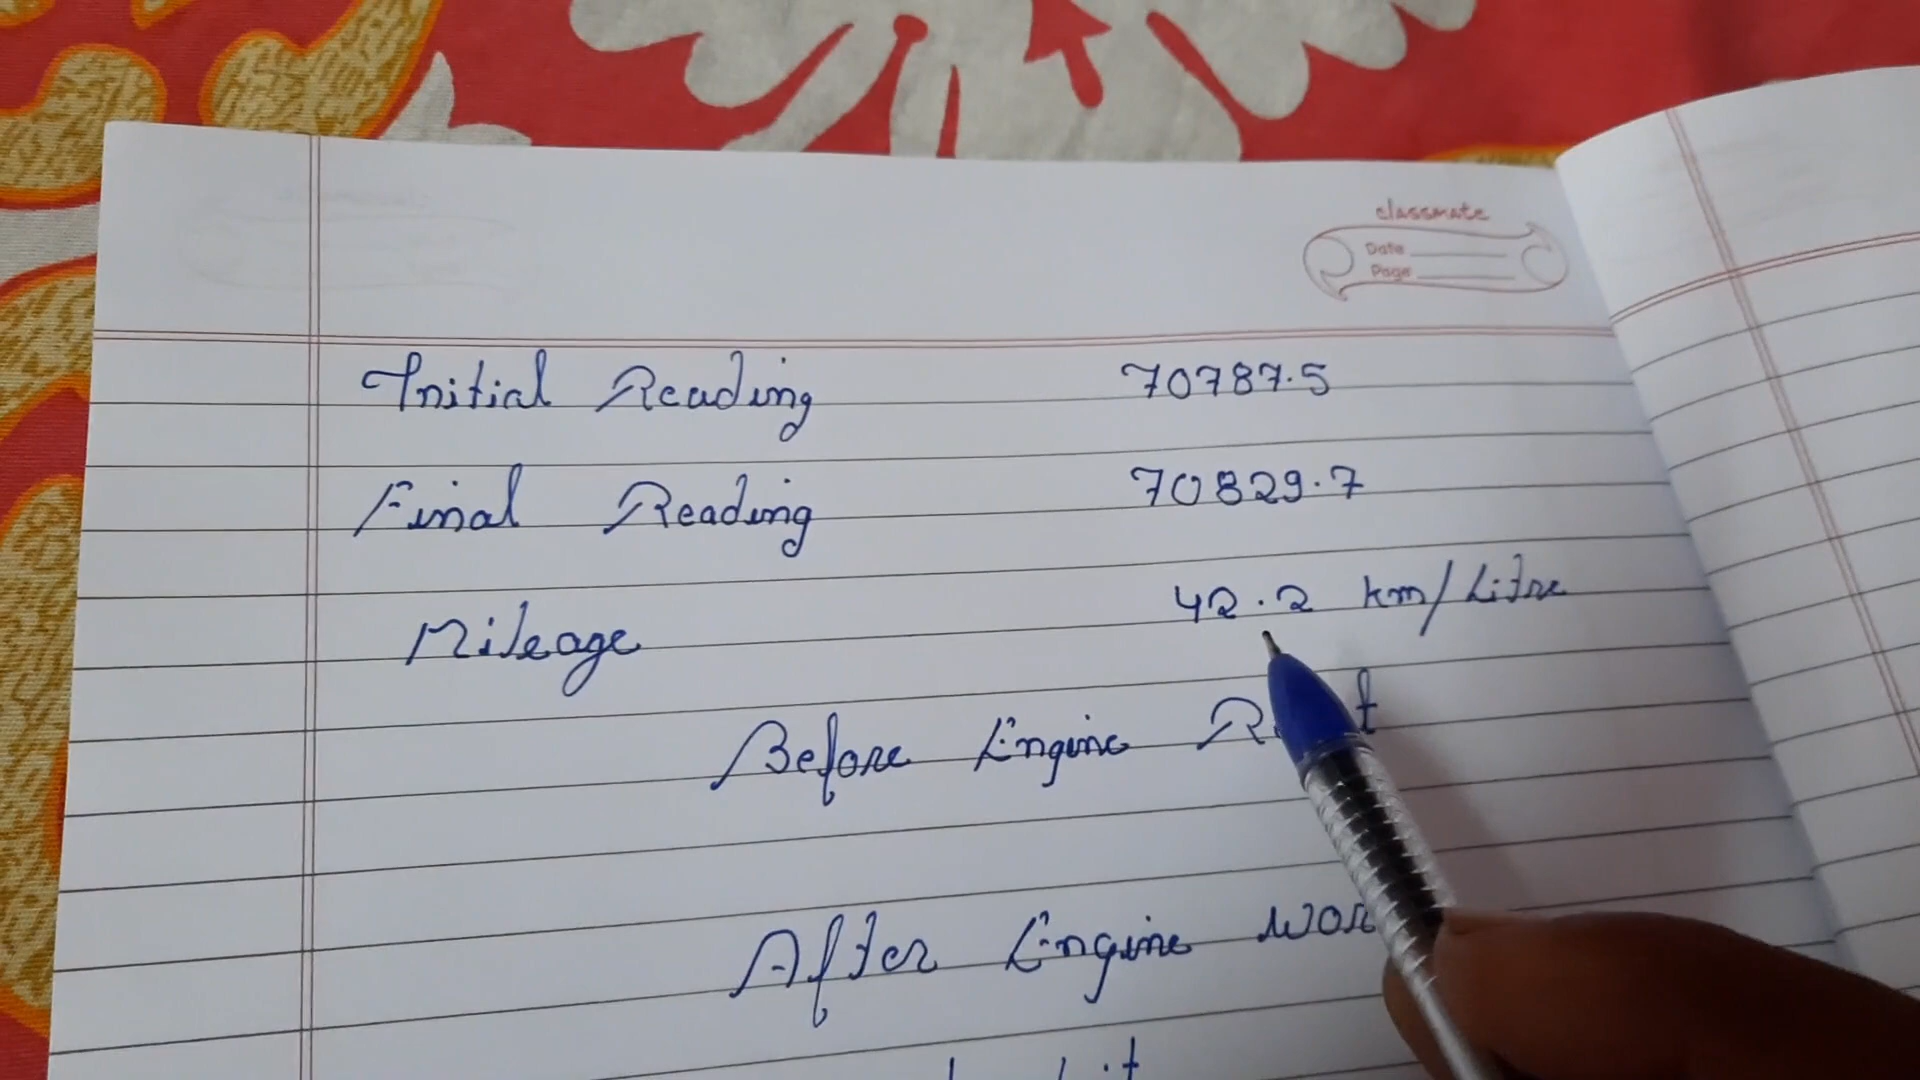 classmate
Date
Page
Initial Reading 70787.5
Final Reading 70829.7
Mileage 42.2 km/Litre
Before Engine
After Engine